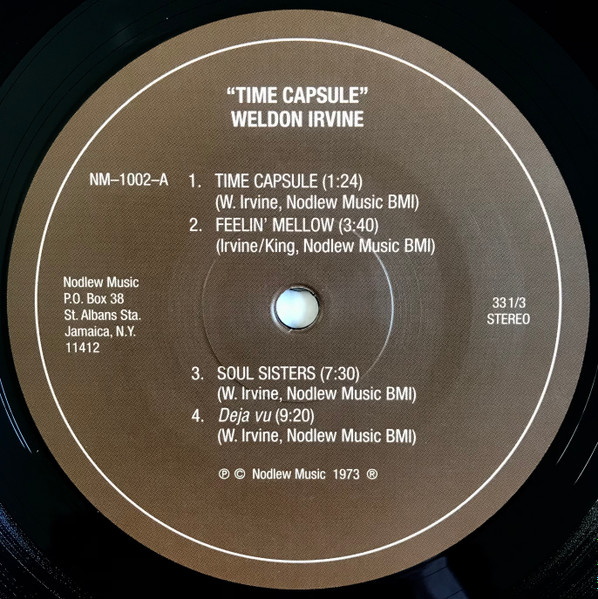 “TIME CAPSULE”
WELDON IRVINE
NM–1002–A
1. TIME CAPSULE (1:24)
(W. Irvine, Nodlew Music BMI)
2. FEELIN’ MELLOW (3:40)
(Irvine/King, Nodlew Music BMI)
Nodlew Music
P.O. Box 38
St. Albans Sta.
Jamaica, N.Y.
11412
33 1/3
STEREO
3. SOUL SISTERS (7:30)
(W. Irvine, Nodlew Music BMI)
4. Deja vu (9:20)
(W. Irvine, Nodlew Music BMI)
℗ © Nodlew Music 1973 ®